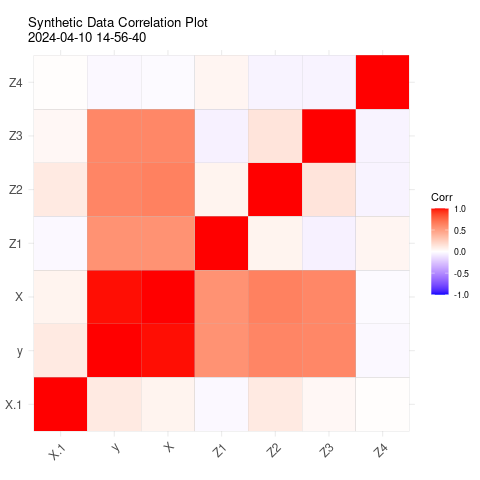 Synthetic Data Correlation Plot
2024-04-10 14-56-40
Z4
Z3
Z2
Z1
X
y
X.1
X.1
y
X
Z1
Z2
Z3
Z4
Corr
1.0
0.5
0.0
-0.5
-1.0